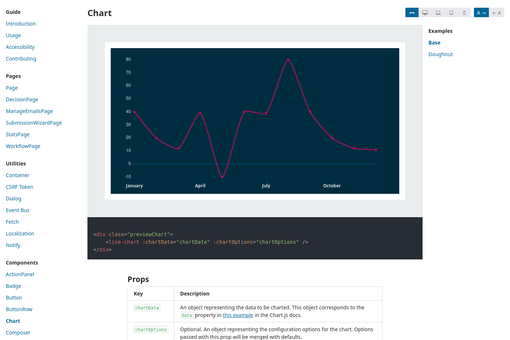 Guide
Introduction
Usage
Accessibility
Contributing
Pages
Page
DecisionPage
ManageEmailsPage
SubmissionWizardPage
StatsPage
WorkflowPage
Utilities
Container
CSRF Token
Dialog
Event Bus
Fetch
Localization
Notify
Components
ActionPanel
Badge
Button
ButtonRow
Chart
Composer
Chart
A → ← A
80
70
60
50
40
30
20
10
0
-10
January April July October
<div class="previewChart">
<line-chart :chartData="chartData" :chartOptions="chartOptions" />
</div>
Props
Key Description
chartData An object representing the data to be charted. This object corresponds to the
data property in this example in the Chart.js docs.
chartOptions Optional. An object representing the configuration options for the chart. Options
passed with this prop will be merged with defaults.
Examples
Base
Doughnut